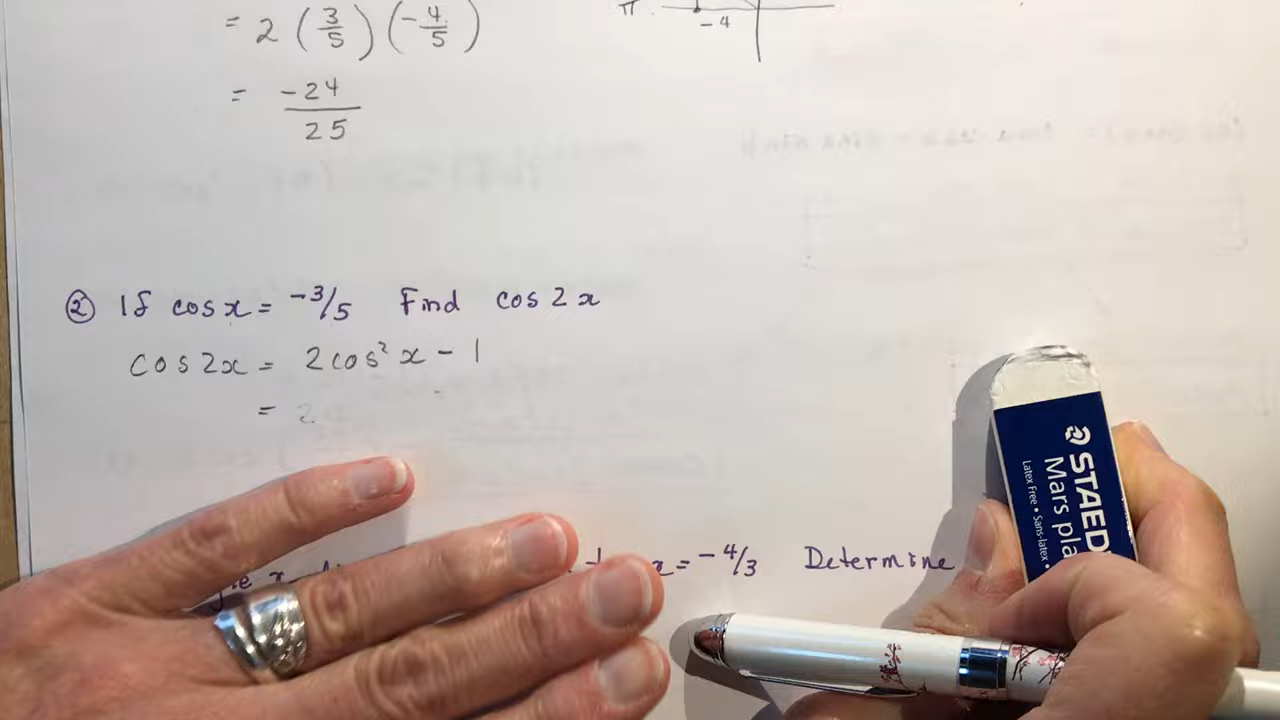 = 2 (3/5) (-4/5)
π
-4
= -24/25
② If cos x = -3/5 Find cos 2x
cos 2x = 2cos² x - 1
= 2
x = -4/3 Determine
STAED
Mars pla
Latex Free • Sans-latex •